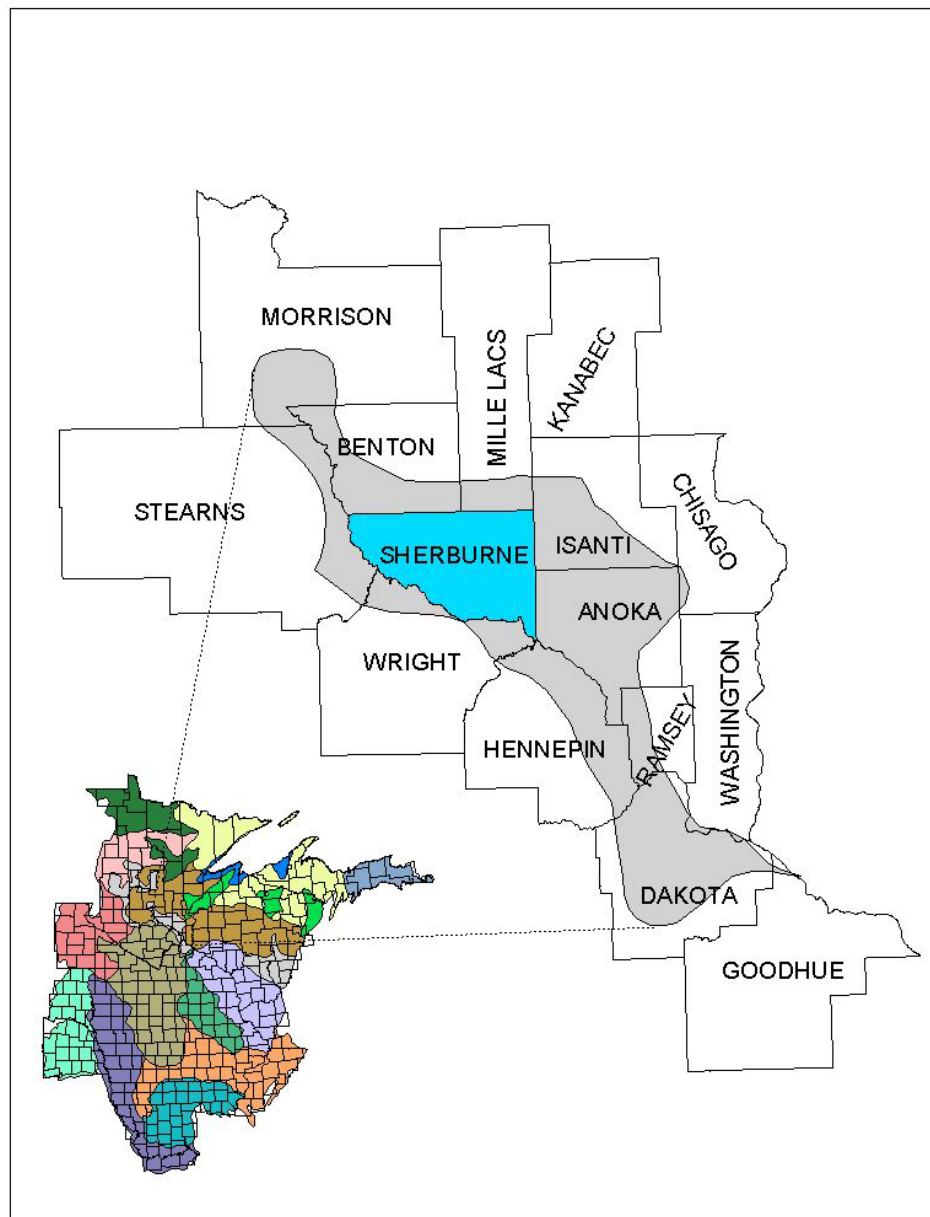 MORRISON
MILLE LACS
KANABEC
BENTON
STEARNS
CHISAGO
SHERBURNE
ISANTI
ANOKA
WRIGHT
WASHINGTON
RAMSEY
HENNEPIN
DAKOTA
GOODHUE